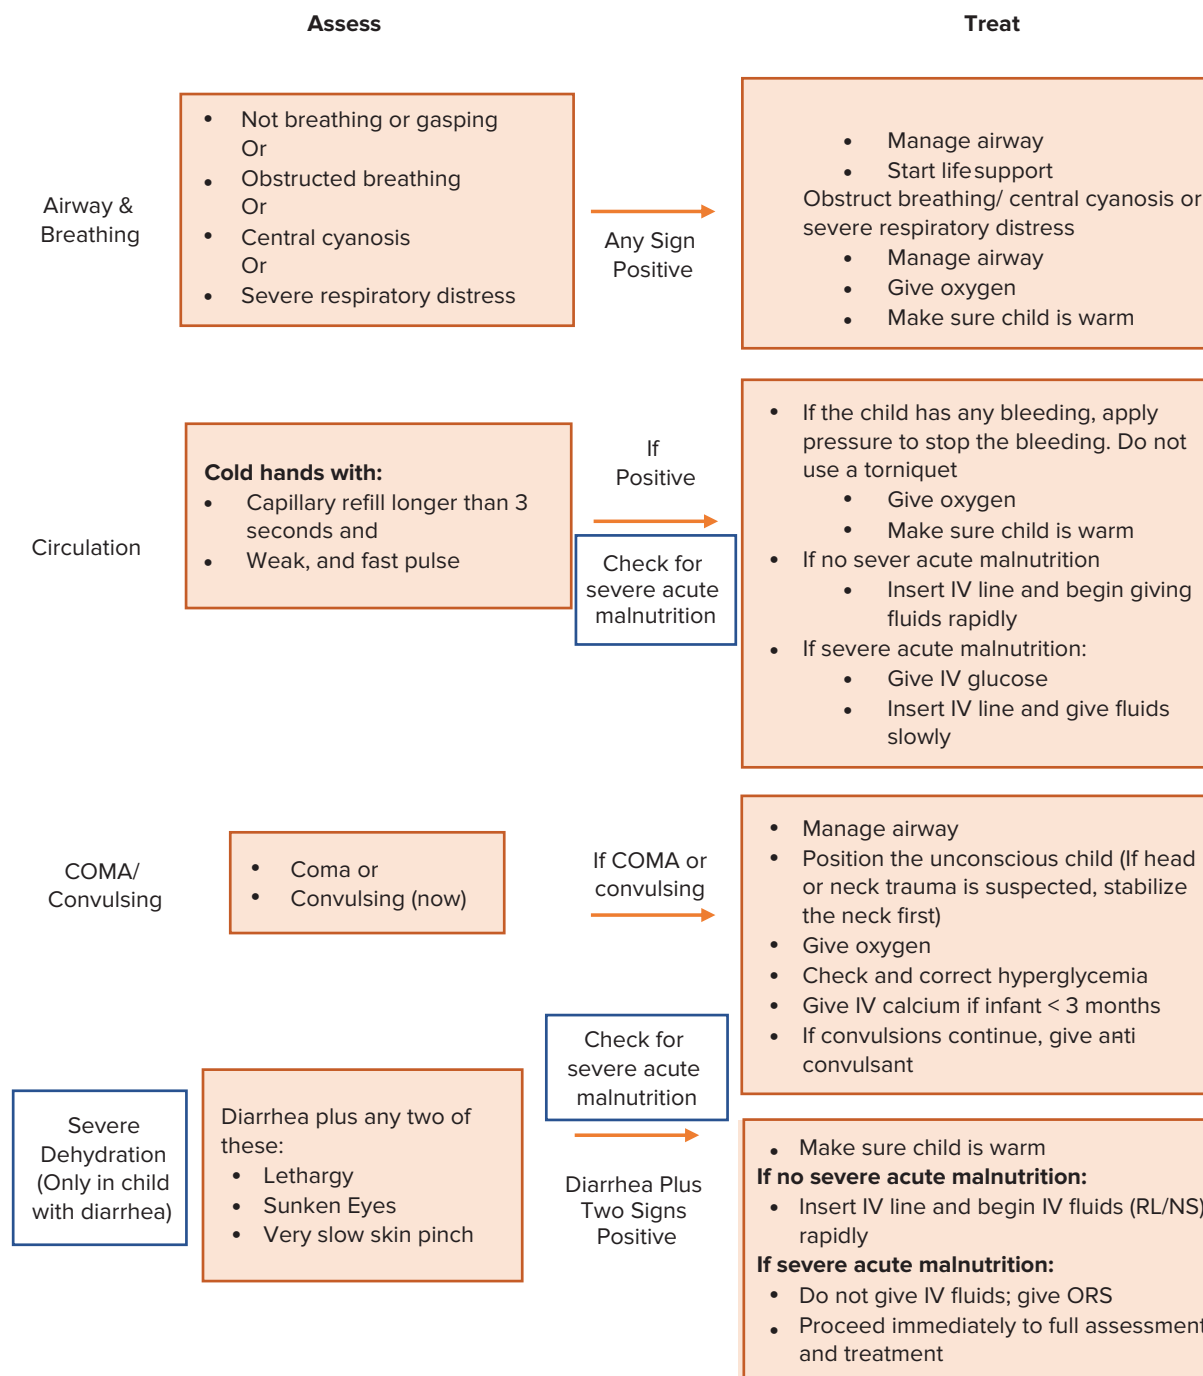 Assess
Treat
Airway &
Breathing
• Not breathing or gasping
Or
• Obstructed breathing
Or
• Central cyanosis
Or
• Severe respiratory distress
Any Sign
Positive
• Manage airway
• Start life support
Obstruct breathing/ central cyanosis or
severe respiratory distress
• Manage airway
• Give oxygen
• Make sure child is warm
Circulation
Cold hands with:
• Capillary refill longer than 3
seconds and
• Weak, and fast pulse
If
Positive
Check for
severe acute
malnutrition
• If the child has any bleeding, apply
pressure to stop the bleeding. Do not
use a torniquet
• Give oxygen
• Make sure child is warm
• If no sever acute malnutrition
• Insert IV line and begin giving
fluids rapidly
• If severe acute malnutrition:
• Give IV glucose
• Insert IV line and give fluids
slowly
COMA/
Convulsing
• Coma or
• Convulsing (now)
If COMA or
convulsing
• Manage airway
• Position the unconscious child (If head
or neck trauma is suspected, stabilize
the neck first)
• Give oxygen
• Check and correct hyperglycemia
• Give IV calcium if infant < 3 months
• If convulsions continue, give anti
convulsant
Severe
Dehydration
(Only in child
with diarrhea)
Diarrhea plus any two of
these:
• Lethargy
• Sunken Eyes
• Very slow skin pinch
Check for
severe acute
malnutrition
Diarrhea Plus
Two Signs
Positive
• Make sure child is warm
If no severe acute malnutrition:
• Insert IV line and begin IV fluids (RL/NS)
rapidly
If severe acute malnutrition:
• Do not give IV fluids; give ORS
• Proceed immediately to full assessment
and treatment